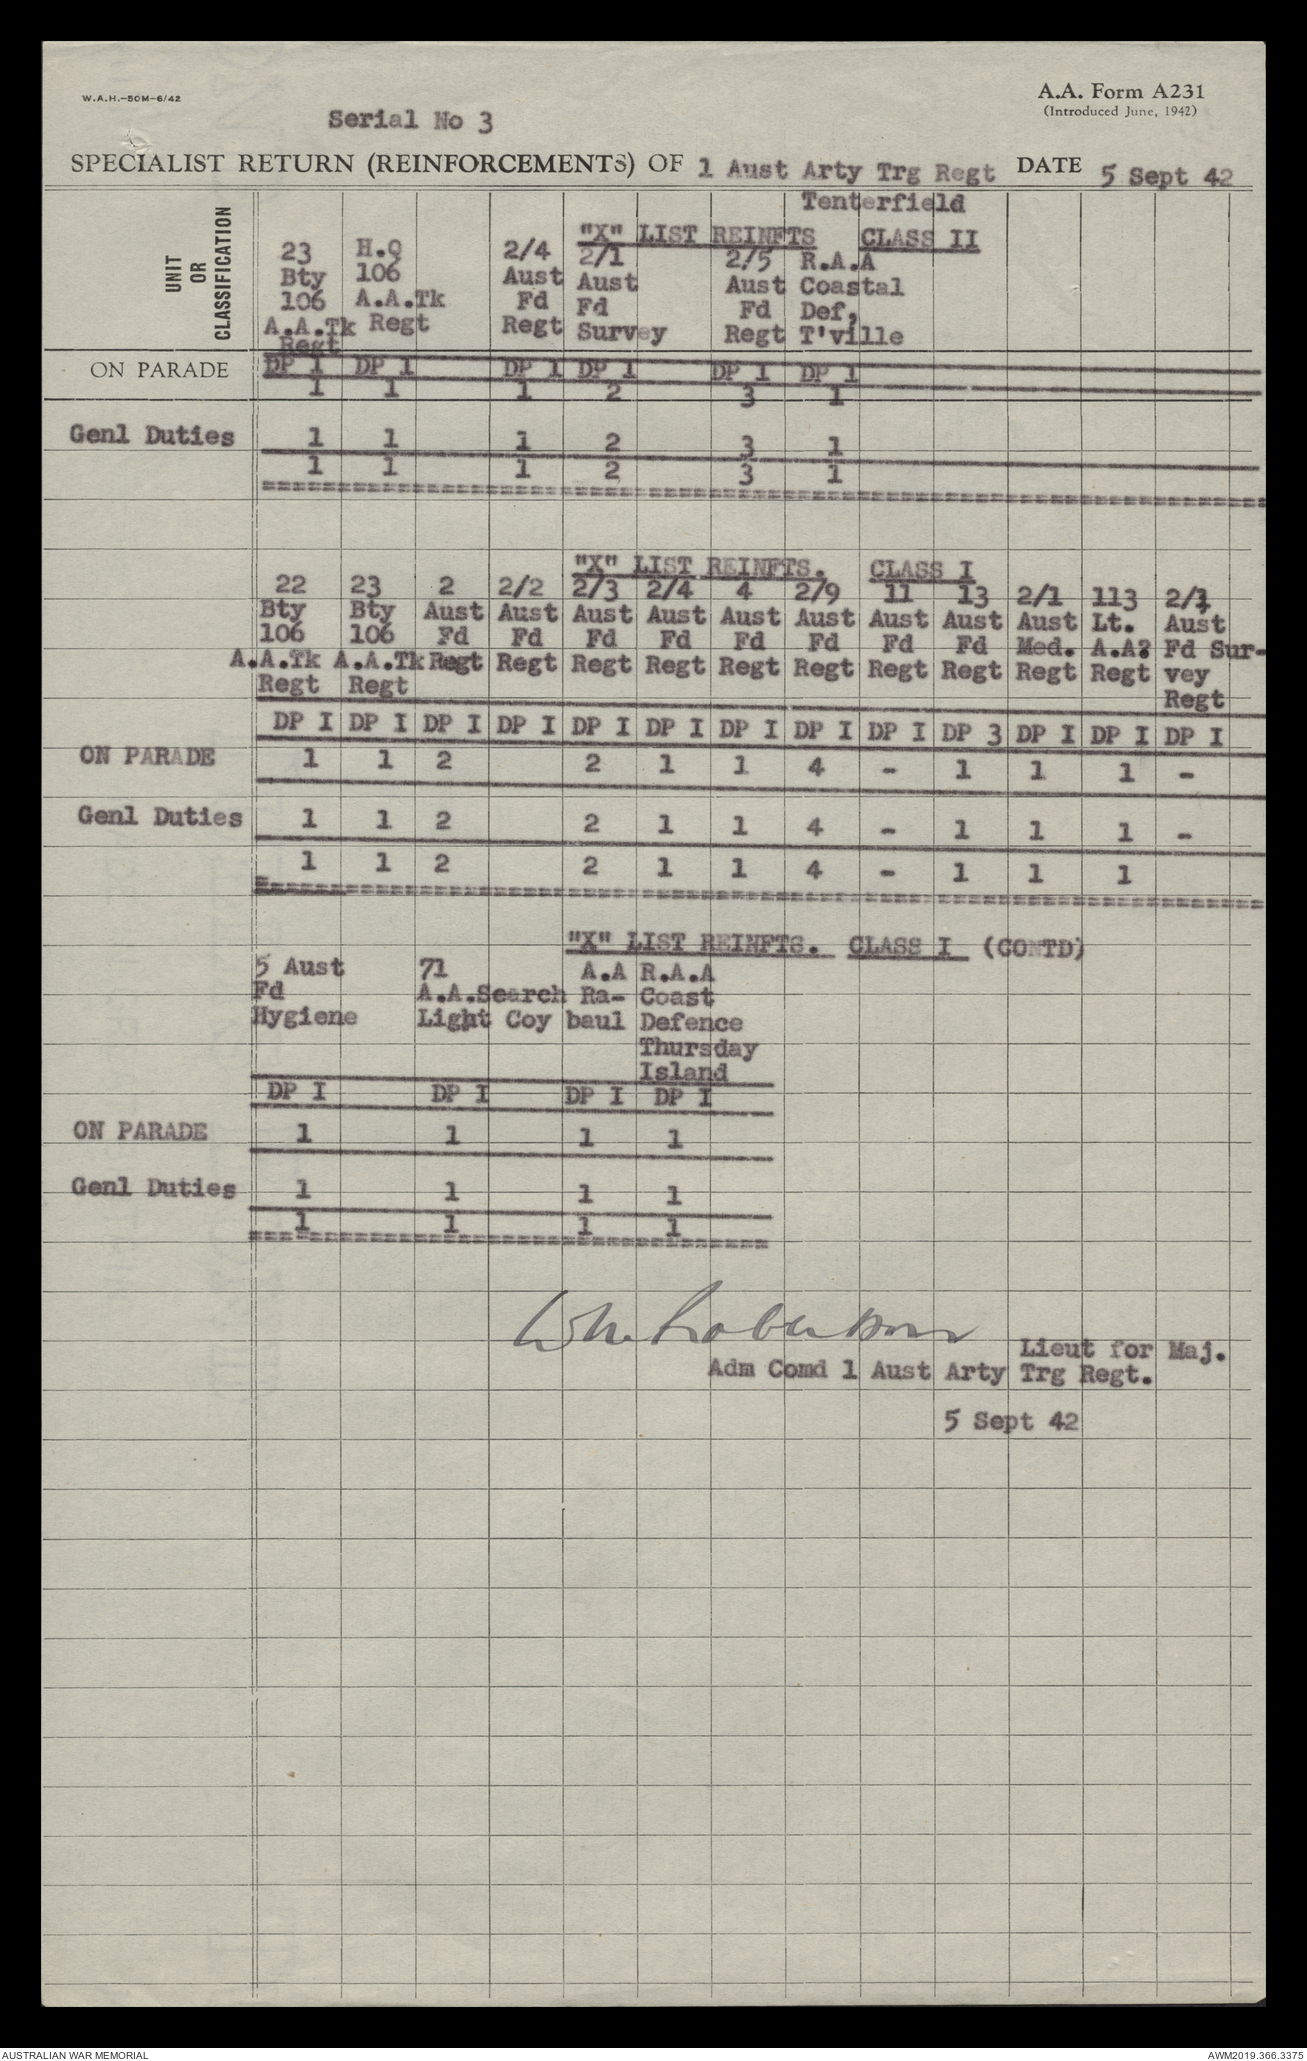 W.A.H.—50M—6/42
A.A. Form A231
(Introduced June, 1942)
Serial No 3
SPECIALIST RETURN (REINFORCEMENTS) OF 1 Aust Arty Trg Regt DATE 5 Sept 42
Tenterfield
UNIT OR CLASSIFICATION
"X" LIST REINFTS CLASS II
23 H.Q 2/4 2/1 2/5 R.A.A
Bty 106 Aust Aust Aust Coastal
106 A.A.Tk Fd Fd Fd Def,
A.A.Tk Regt Regt Survey Regt T'ville
Regt
ON PARADE DP I DP I DP I DP I DP I DP I
1 1 1 2 3 1
Genl Duties 1 1 1 2 3 1
1 1 1 2 3 1
"X" LIST REINFTS. CLASS I
22 23 2 2/2 2/3 2/4 4 2/9 11 13 2/1 113 2/1
Bty Bty Aust Aust Aust Aust Aust Aust Aust Aust Aust Lt. Aust
106 106 Fd Fd Fd Fd Fd Fd Fd Fd Med. A.A? Fd Sur-
A.A.Tk A.A.Tk Regt Regt Regt Regt Regt Regt Regt Regt Regt Regt vey
Regt Regt Regt
DP I DP I DP I DP I DP I DP I DP I DP I DP I DP 3 DP I DP I DP I
ON PARADE 1 1 2 2 1 1 4 - 1 1 1 -
Genl Duties 1 1 2 2 1 1 4 - 1 1 1 -
1 1 2 2 1 1 4 - 1 1 1
"X" LIST REINFTS. CLASS I (CONTD)
5 Aust 71 A.A R.A.A
Fd A.A.Search Ra- Coast
Hygiene Light Coy baul Defence
Thursday
Island
DP I DP I DP I DP I
ON PARADE 1 1 1 1
Genl Duties 1 1 1 1
1 1 1 1
Robertson
Lieut for Maj.
Adm Comd 1 Aust Arty Trg Regt.
5 Sept 42
AUSTRALIAN WAR MEMORIAL
AWM2019.366.3375